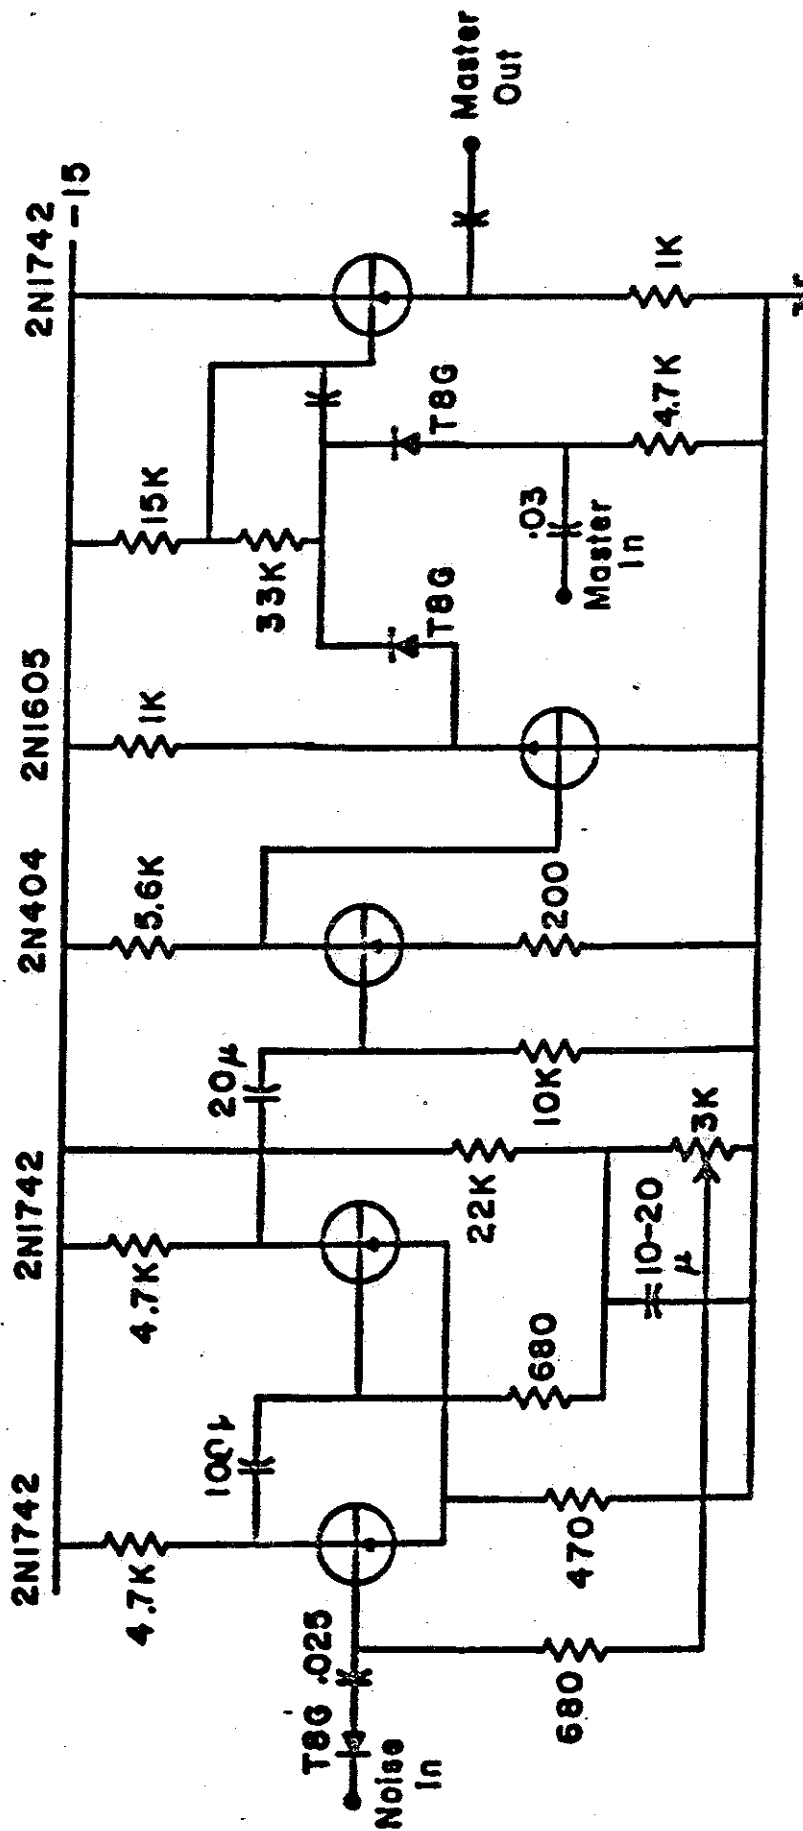 2N1742
2N1742
2N404
2N1605
2N1742
-15
4.7K
4.7K
5.6K
1K
15K
33K
100μ
20μ
T8G
T8G
T8G .025
Noise
In
680
470
680
22K
10-20
μ
3K
10K
200
.03
Master
In
4.7K
1K
Master
Out